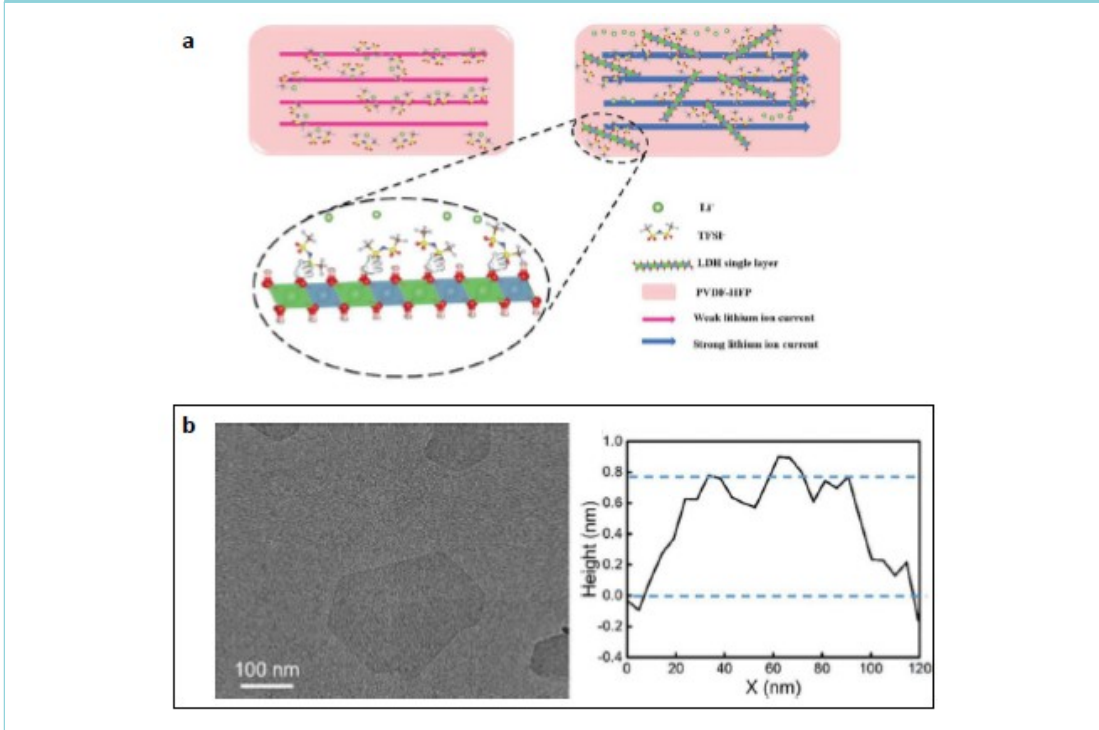 a
Li⁺
TFSI⁻
LDH single layer
PVDF-HFP
Weak lithium ion current
Strong lithium ion current
b
100 nm
Height (nm)
1.0
0.8
0.6
0.4
0.2
0.0
-0.2
-0.4
0 20 40 60 80 100 120
X (nm)